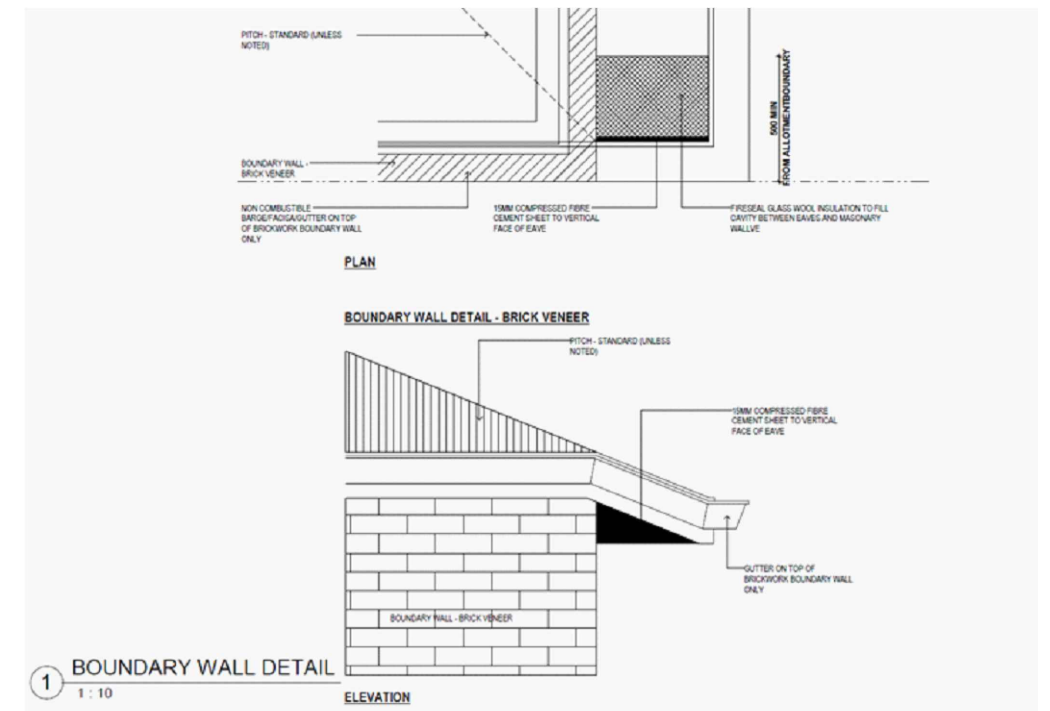 PITCH - STANDARD (UNLESS
NOTED)
500 MIN
FROM ALLOTMENTBOUNDARY
BOUNDARY WALL -
BRICK VENEER
NON COMBUSTIBLE
BARGE/FACISA/GUTTER ON TOP
OF BRICKWORK BOUNDARY WALL
ONLY
15MM COMPRESSED FIBRE
CEMENT SHEET TO VERTICAL
FACE OF EAVE
FIRESEAL GLASS WOOL INSULATION TO FILL
CAVITY BETWEEN EAVES AND MASONARY
WALLVE
PLAN
BOUNDARY WALL DETAIL - BRICK VENEER
PITCH - STANDARD (UNLESS
NOTED)
15MM COMPRESSED FIBRE
CEMENT SHEET TO VERTICAL
FACE OF EAVE
GUTTER ON TOP OF
BRICKWORK BOUNDARY WALL
ONLY
BOUNDARY WALL - BRICK VENEER
1 BOUNDARY WALL DETAIL
1 : 10
ELEVATION